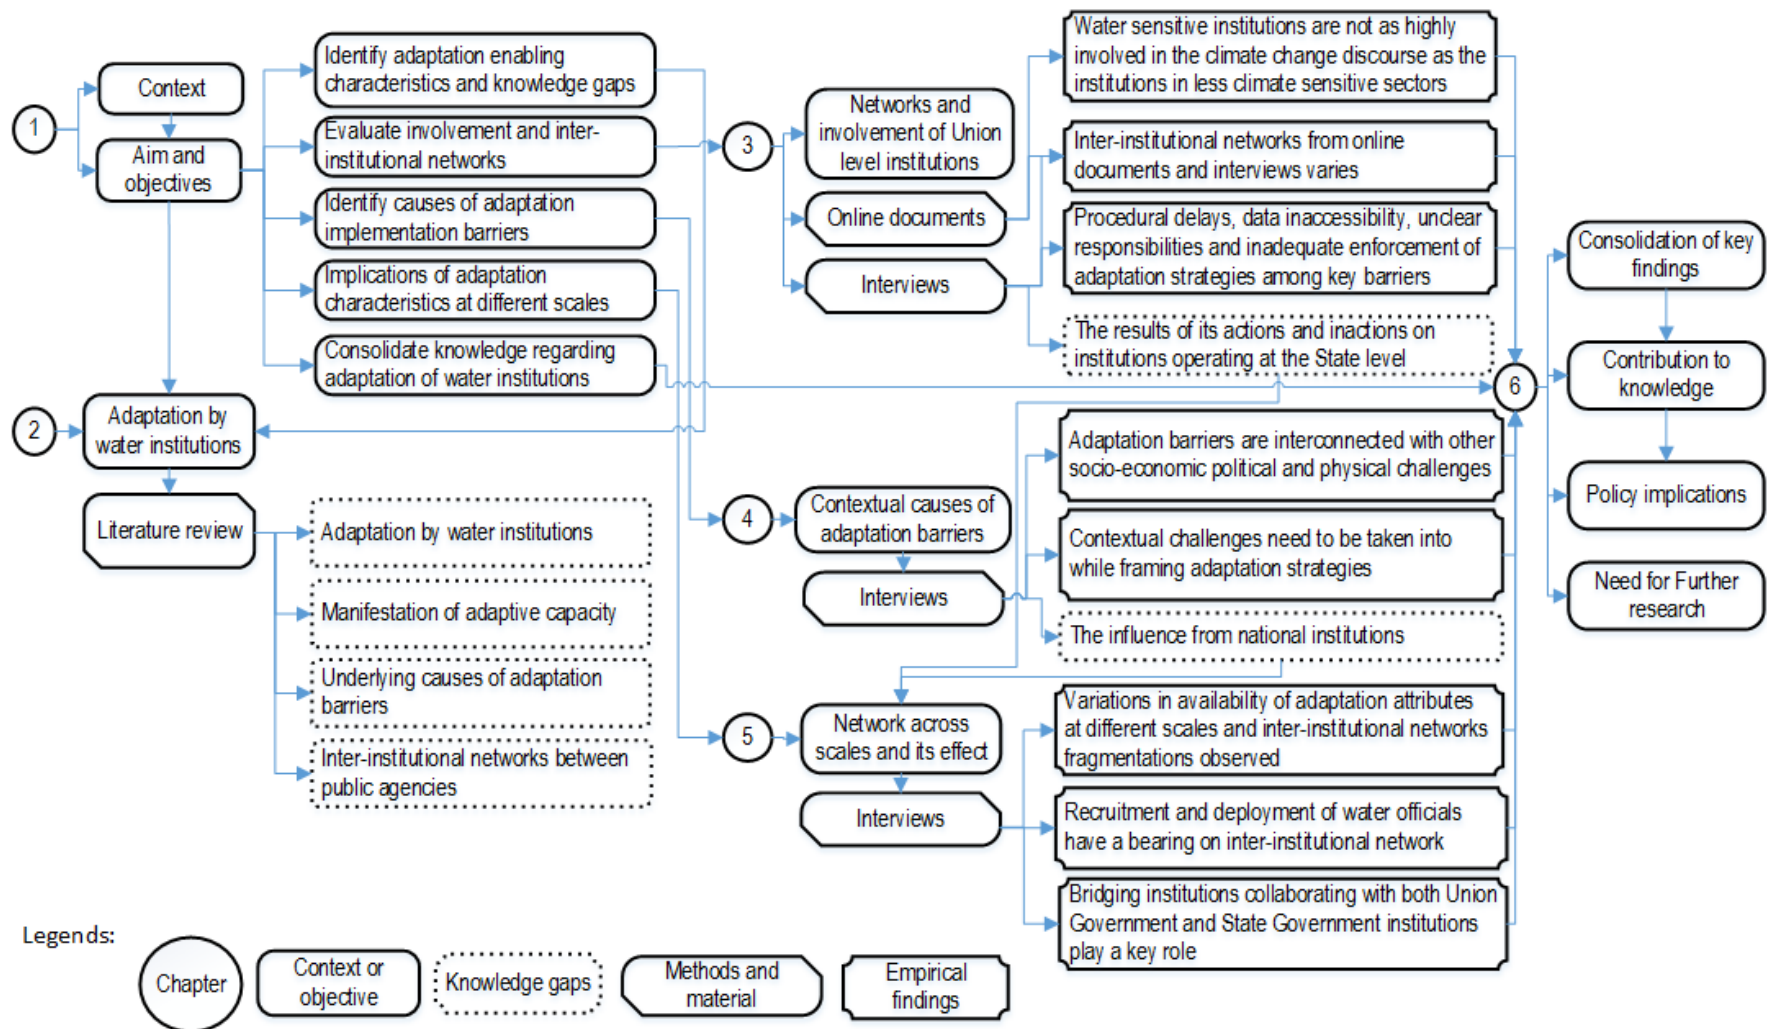 1
Context
Aim and
objectives
Identify adaptation enabling
characteristics and knowledge gaps
Evaluate involvement and inter-
institutional networks
Identify causes of adaptation
implementation barriers
Implications of adaptation
characteristics at different scales
Consolidate knowledge regarding
adaptation of water institutions
2
Adaptation by
water institutions
Literature review
Adaptation by water institutions
Manifestation of adaptive capacity
Underlying causes of adaptation
barriers
Inter-institutional networks between
public agencies
3
Networks and
involvement of Union
level institutions
Online documents
Interviews
Water sensitive institutions are not as highly
involved in the climate change discourse as the
institutions in less climate sensitive sectors
Inter-institutional networks from online
documents and interviews varies
Procedural delays, data inaccessibility, unclear
responsibilities and inadequate enforcement of
adaptation strategies among key barriers
The results of its actions and inactions on
institutions operating at the State level
4
Contextual causes of
adaptation barriers
Interviews
Adaptation barriers are interconnected with other
socio-economic political and physical challenges
Contextual challenges need to be taken into
while framing adaptation strategies
The influence from national institutions
5
Network across
scales and its effect
Interviews
Variations in availability of adaptation attributes
at different scales and inter-institutional networks
fragmentations observed
Recruitment and deployment of water officials
have a bearing on inter-institutional network
Bridging institutions collaborating with both Union
Government and State Government institutions
play a key role
6
Consolidation of key
findings
Contribution to
knowledge
Policy implications
Need for Further
research
Legends:
Chapter
Context or
objective
Knowledge gaps
Methods and
material
Empirical
findings